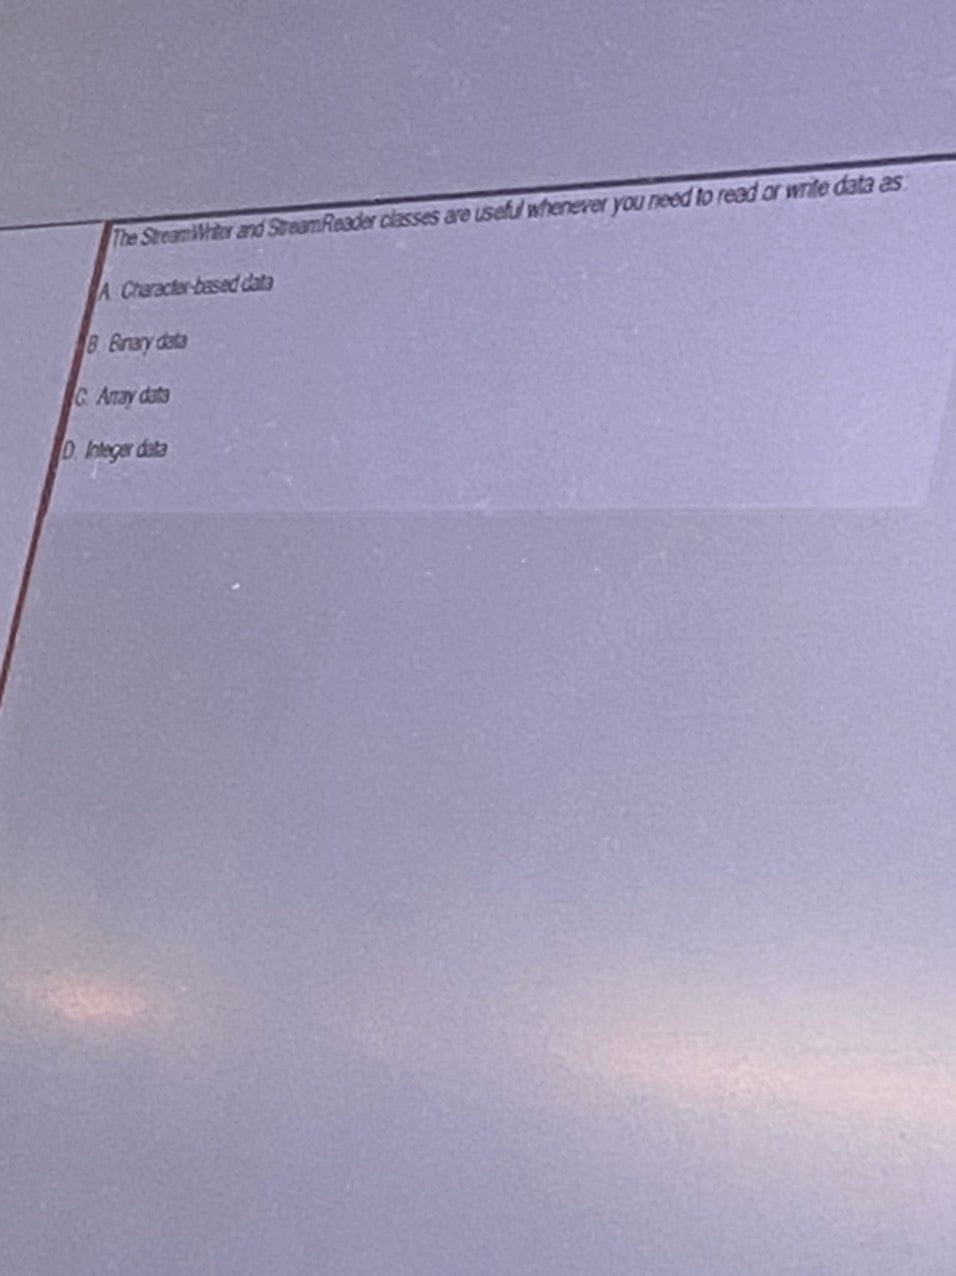 The StreamWriter and StreamReader classes are useful whenever you need to read or write data as:
A. Character-based data
B. Binary data
C. Array data
D. Integer data